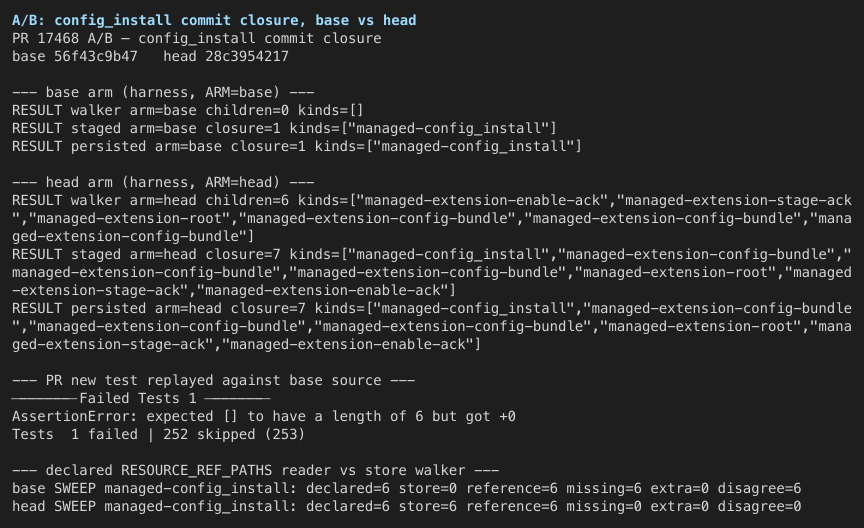 A/B: config_install commit closure, base vs head
PR 17468 A/B — config_install commit closure
base 56f43c9b47   head 28c3954217

--- base arm (harness, ARM=base) ---
RESULT walker arm=base children=0 kinds=[]
RESULT staged arm=base closure=1 kinds=["managed-config_install"]
RESULT persisted arm=base closure=1 kinds=["managed-config_install"]

--- head arm (harness, ARM=head) ---
RESULT walker arm=head children=6 kinds=["managed-extension-enable-ack","managed-extension-stage-ack
","managed-extension-root","managed-extension-config-bundle","managed-extension-config-bundle","mana
ged-extension-config-bundle"]
RESULT staged arm=head closure=7 kinds=["managed-config_install","managed-extension-config-bundle","
managed-extension-config-bundle","managed-extension-config-bundle","managed-extension-root","managed
-extension-stage-ack","managed-extension-enable-ack"]
RESULT persisted arm=head closure=7 kinds=["managed-config_install","managed-extension-config-bundle
","managed-extension-config-bundle","managed-extension-config-bundle","managed-extension-root","mana
ged-extension-stage-ack","managed-extension-enable-ack"]

--- PR new test replayed against base source ---
⎯⎯⎯⎯⎯⎯⎯ Failed Tests 1 ⎯⎯⎯⎯⎯⎯⎯
AssertionError: expected [] to have a length of 6 but got +0
Tests  1 failed | 252 skipped (253)

--- declared RESOURCE_REF_PATHS reader vs store walker ---
base SWEEP managed-config_install: declared=6 store=0 reference=6 missing=6 extra=0 disagree=6
head SWEEP managed-config_install: declared=6 store=6 reference=6 missing=0 extra=0 disagree=0